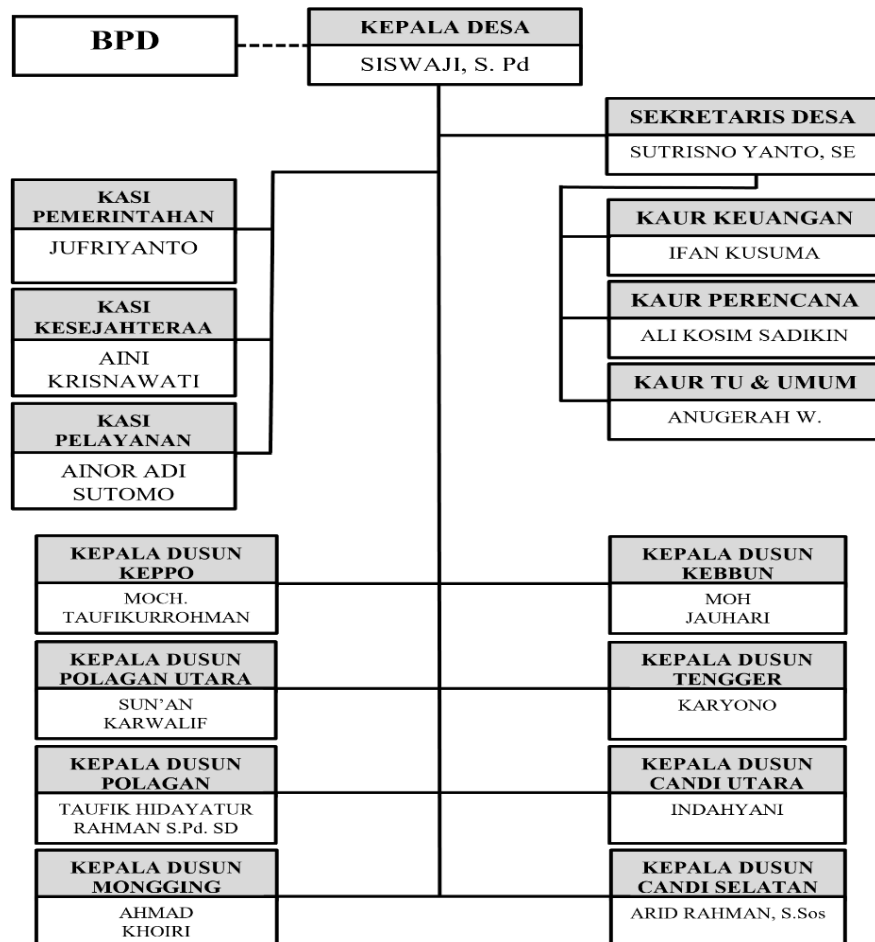 BPD
KEPALA DESA
SISWAJI, S. Pd
SEKRETARIS DESA
SUTRISNO YANTO, SE
KASI
PEMERINTAHAN
JUFRIYANTO
KAUR KEUANGAN
IFAN KUSUMA
KASI
KESEJAHTERAA
AINI
KRISNAWATI
KAUR PERENCANA
ALI KOSIM SADIKIN
KASI
PELAYANAN
AINOR ADI
SUTOMO
KAUR TU & UMUM
ANUGERAH W.
KEPALA DUSUN
KEPPO
MOCH.
TAUFIKURROHMAN
KEPALA DUSUN
KEBBUN
MOH
JAUHARI
KEPALA DUSUN
POLAGAN UTARA
SUN’AN
KARWALIF
KEPALA DUSUN
TENGGER
KARYONO
KEPALA DUSUN
POLAGAN
TAUFIK HIDAYATUR
RAHMAN S.Pd. SD
KEPALA DUSUN
CANDI UTARA
INDAHYANI
KEPALA DUSUN
MONGGING
AHMAD
KHOIRI
KEPALA DUSUN
CANDI SELATAN
ARID RAHMAN, S.Sos